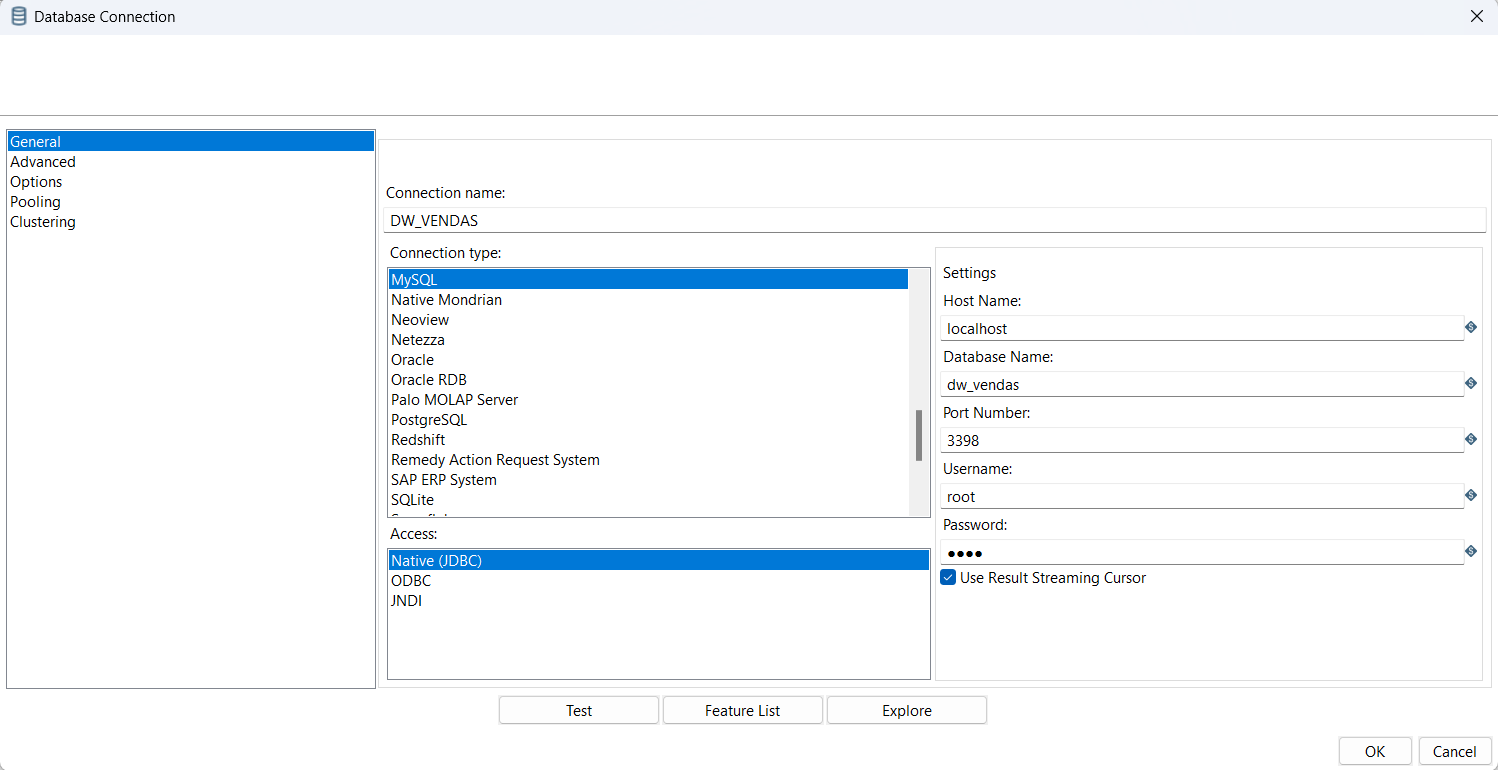 Database Connection
General
Advanced
Options
Pooling
Clustering
Connection name:
DW_VENDAS
Connection type:
MySQL
Native Mondrian
Neoview
Netezza
Oracle
Oracle RDB
Palo MOLAP Server
PostgreSQL
Redshift
Remedy Action Request System
SAP ERP System
SQLite
Access:
Native (JDBC)
ODBC
JNDI
Settings
Host Name:
localhost
Database Name:
dw_vendas
Port Number:
3398
Username:
root
Password:
●●●●
Use Result Streaming Cursor
Test
Feature List
Explore
OK
Cancel